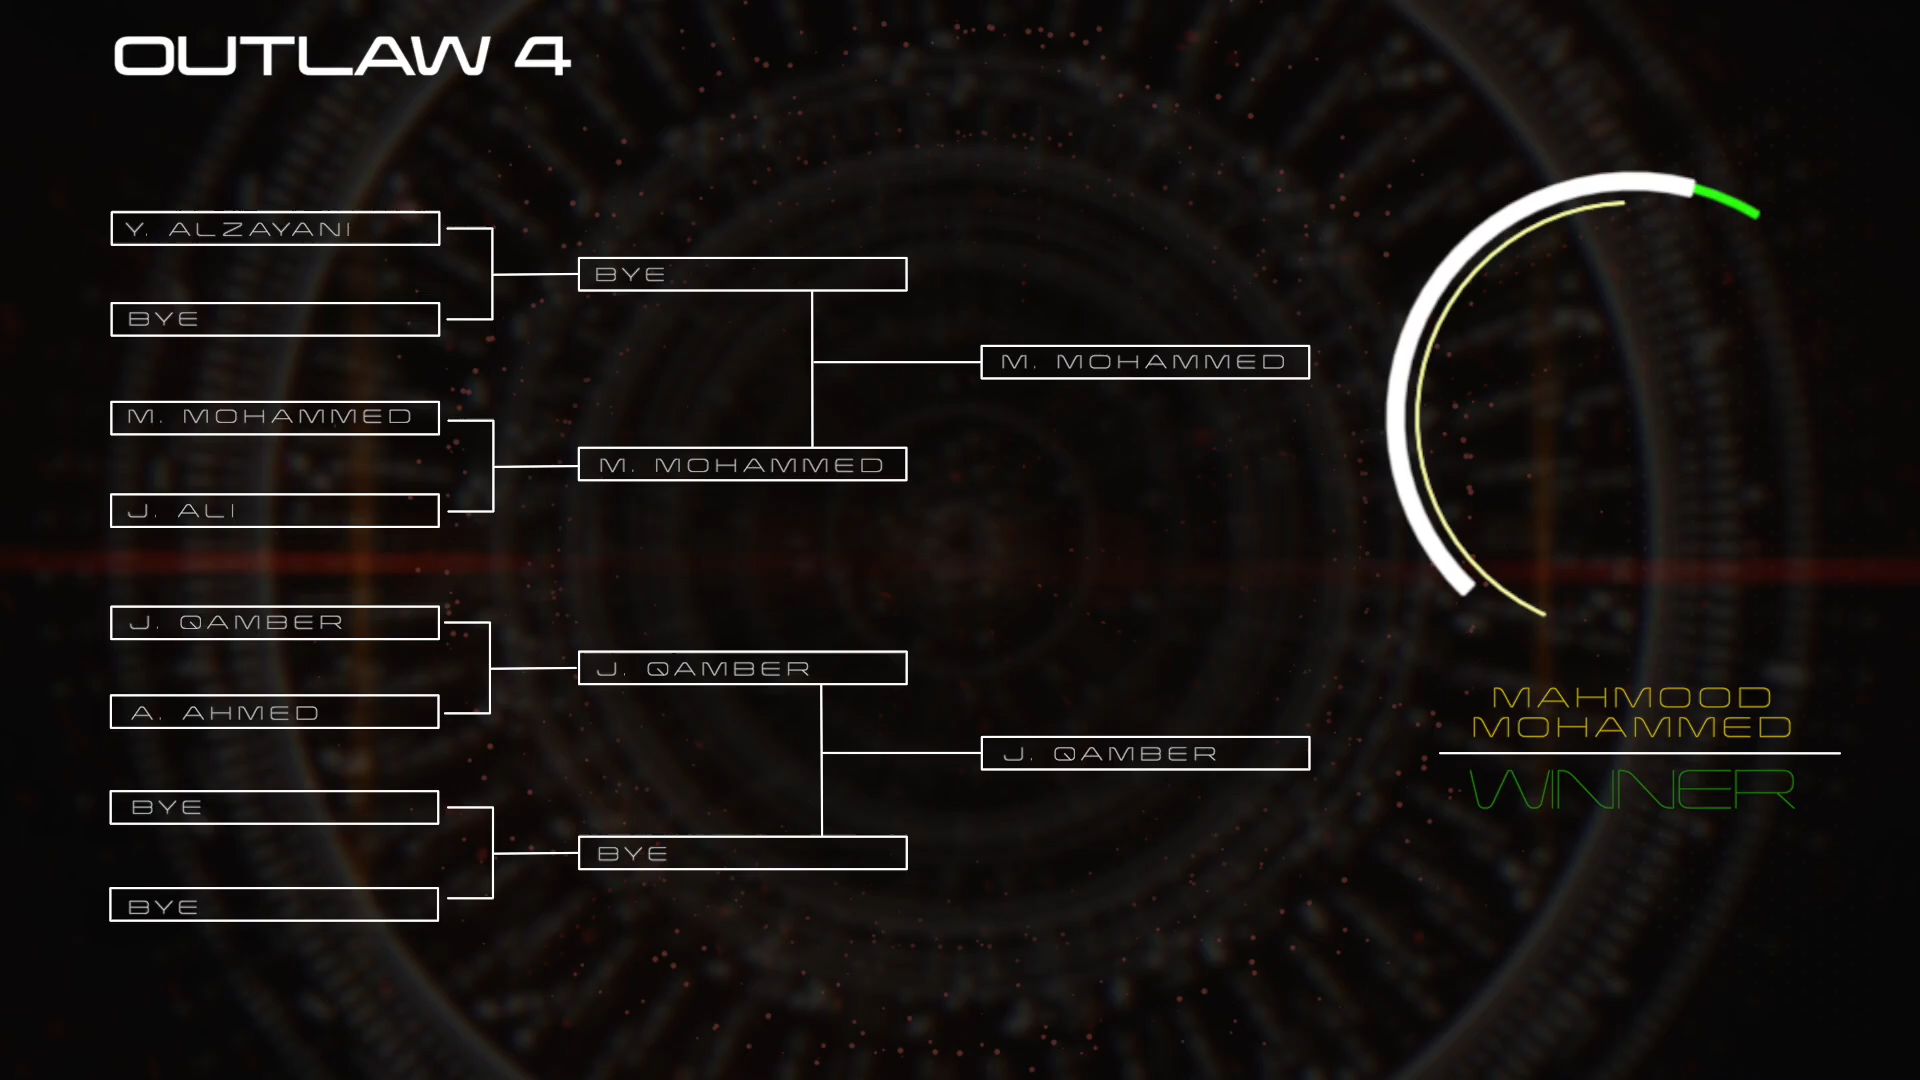 OUTLAW 4
Y. ALZAYANI
BYE
M. MOHAMMED
J. ALI
J. QAMBER
A. AHMED
BYE
BYE
BYE
M. MOHAMMED
J. QAMBER
BYE
M. MOHAMMED
J. QAMBER
MAHMOOD
MOHAMMED
WINNER